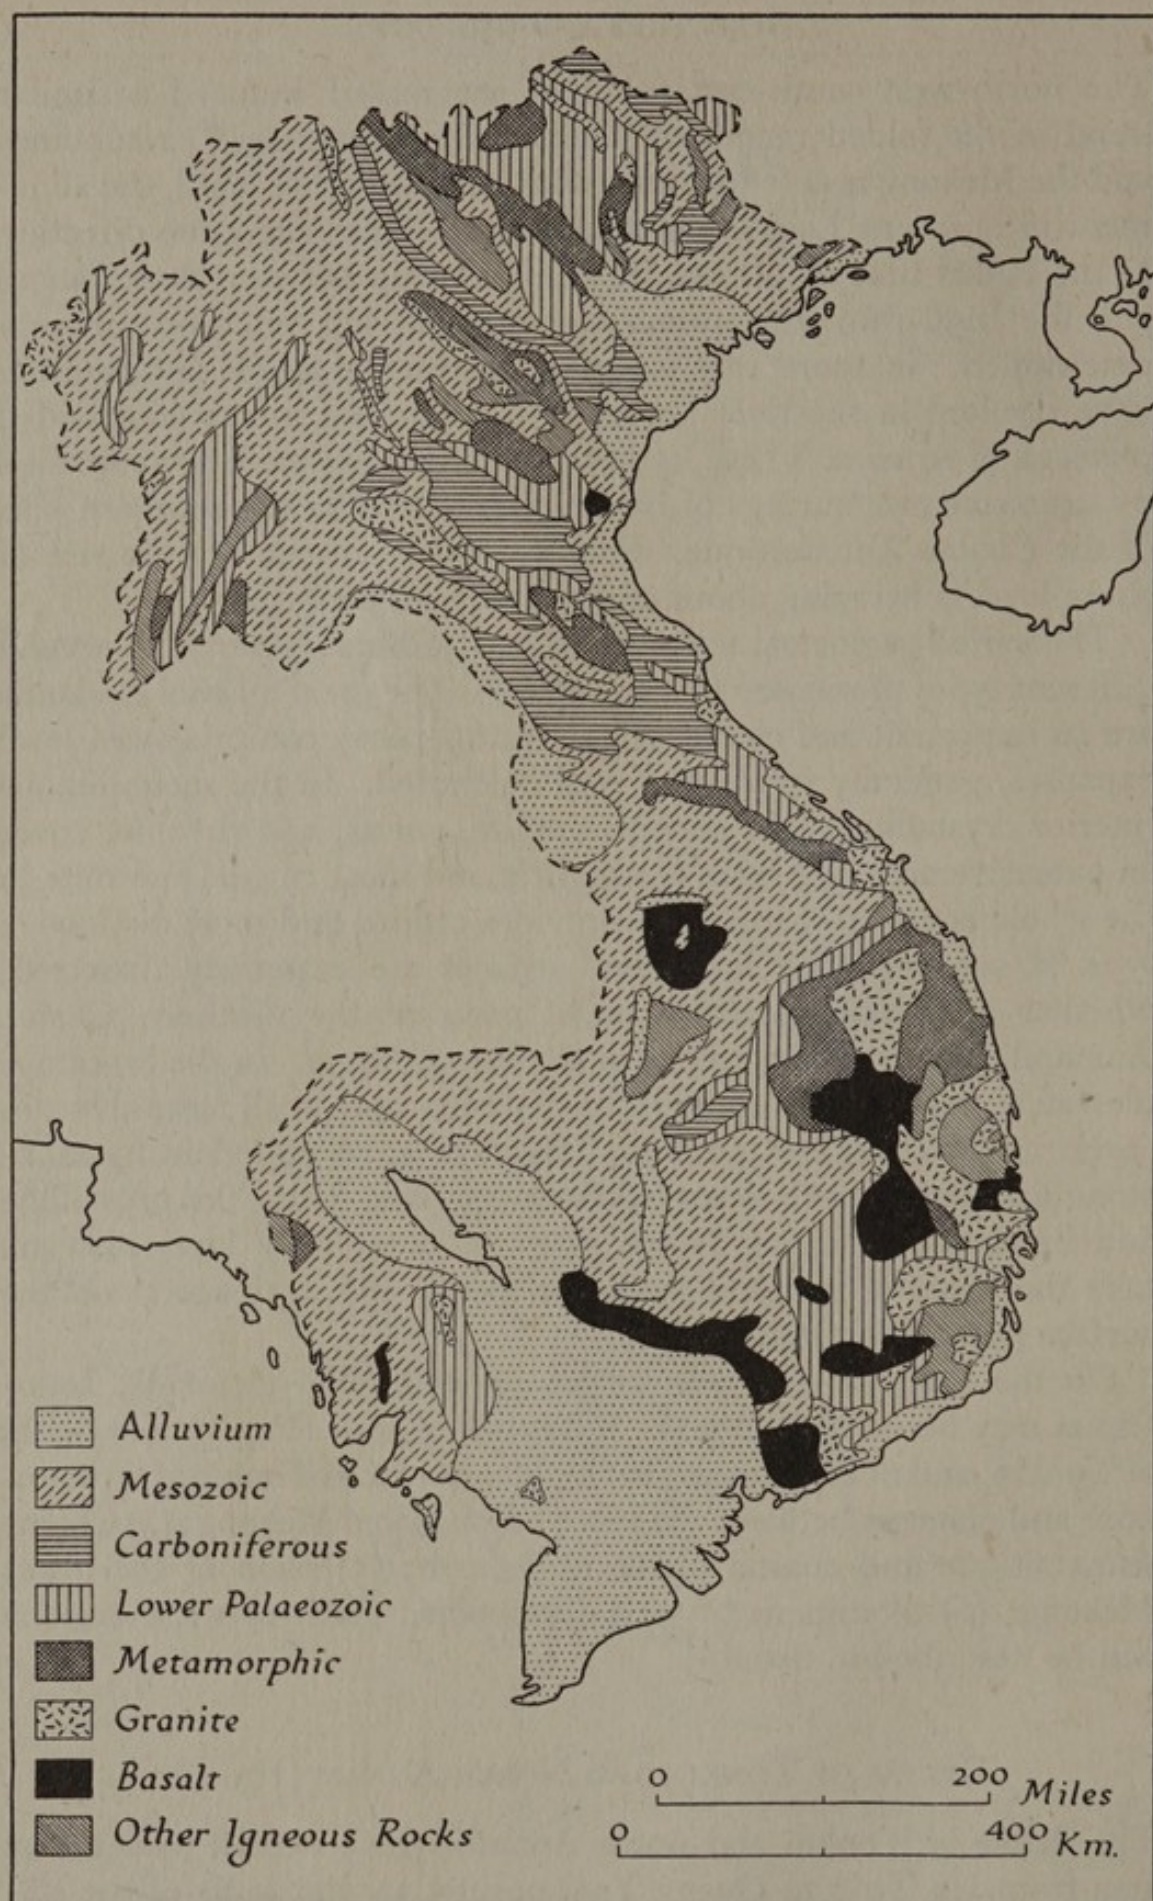 Alluvium
Mesozoic
Carboniferous
Lower Palaeozoic
Metamorphic
Granite
Basalt
Other Igneous Rocks
0 200 Miles
0 400 Km.